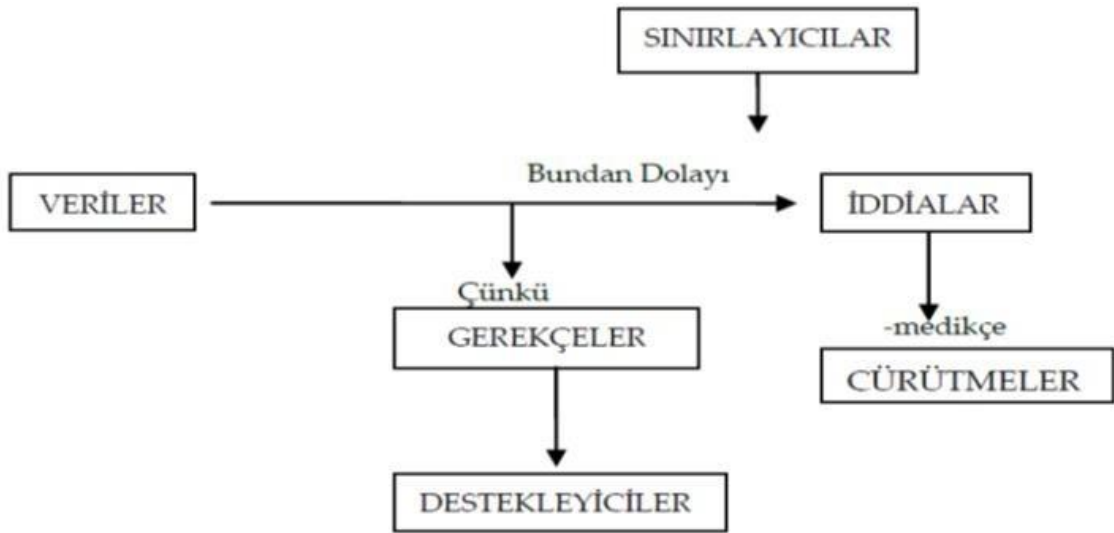 SINIRLAYICILAR
Bundan Dolayı
VERİLER
İDDİALAR
Çünkü
GEREKÇELER
-medikçe
CÜRÜTMELER
DESTEKLEYİCİLER